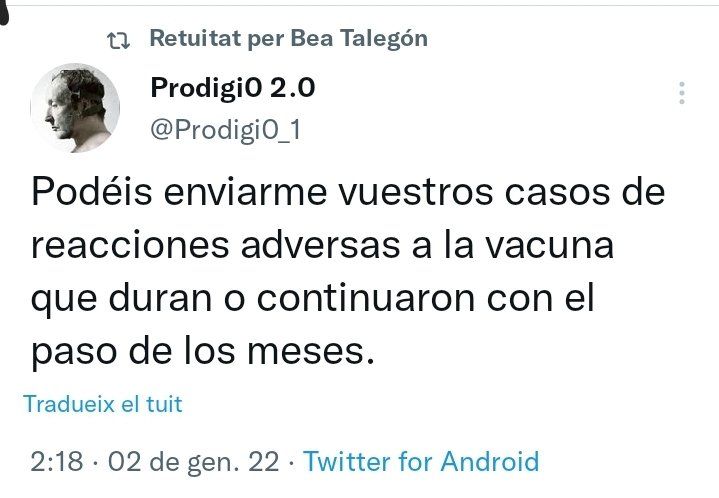 Retuitat per Bea Talegón
Prodigi0 2.0
@Prodigi0_1
Podéis enviarme vuestros casos de
reacciones adversas a la vacuna
que duran o continuaron con el
paso de los meses.
Tradueix el tuit
2:18 · 02 de gen. 22 · Twitter for Android